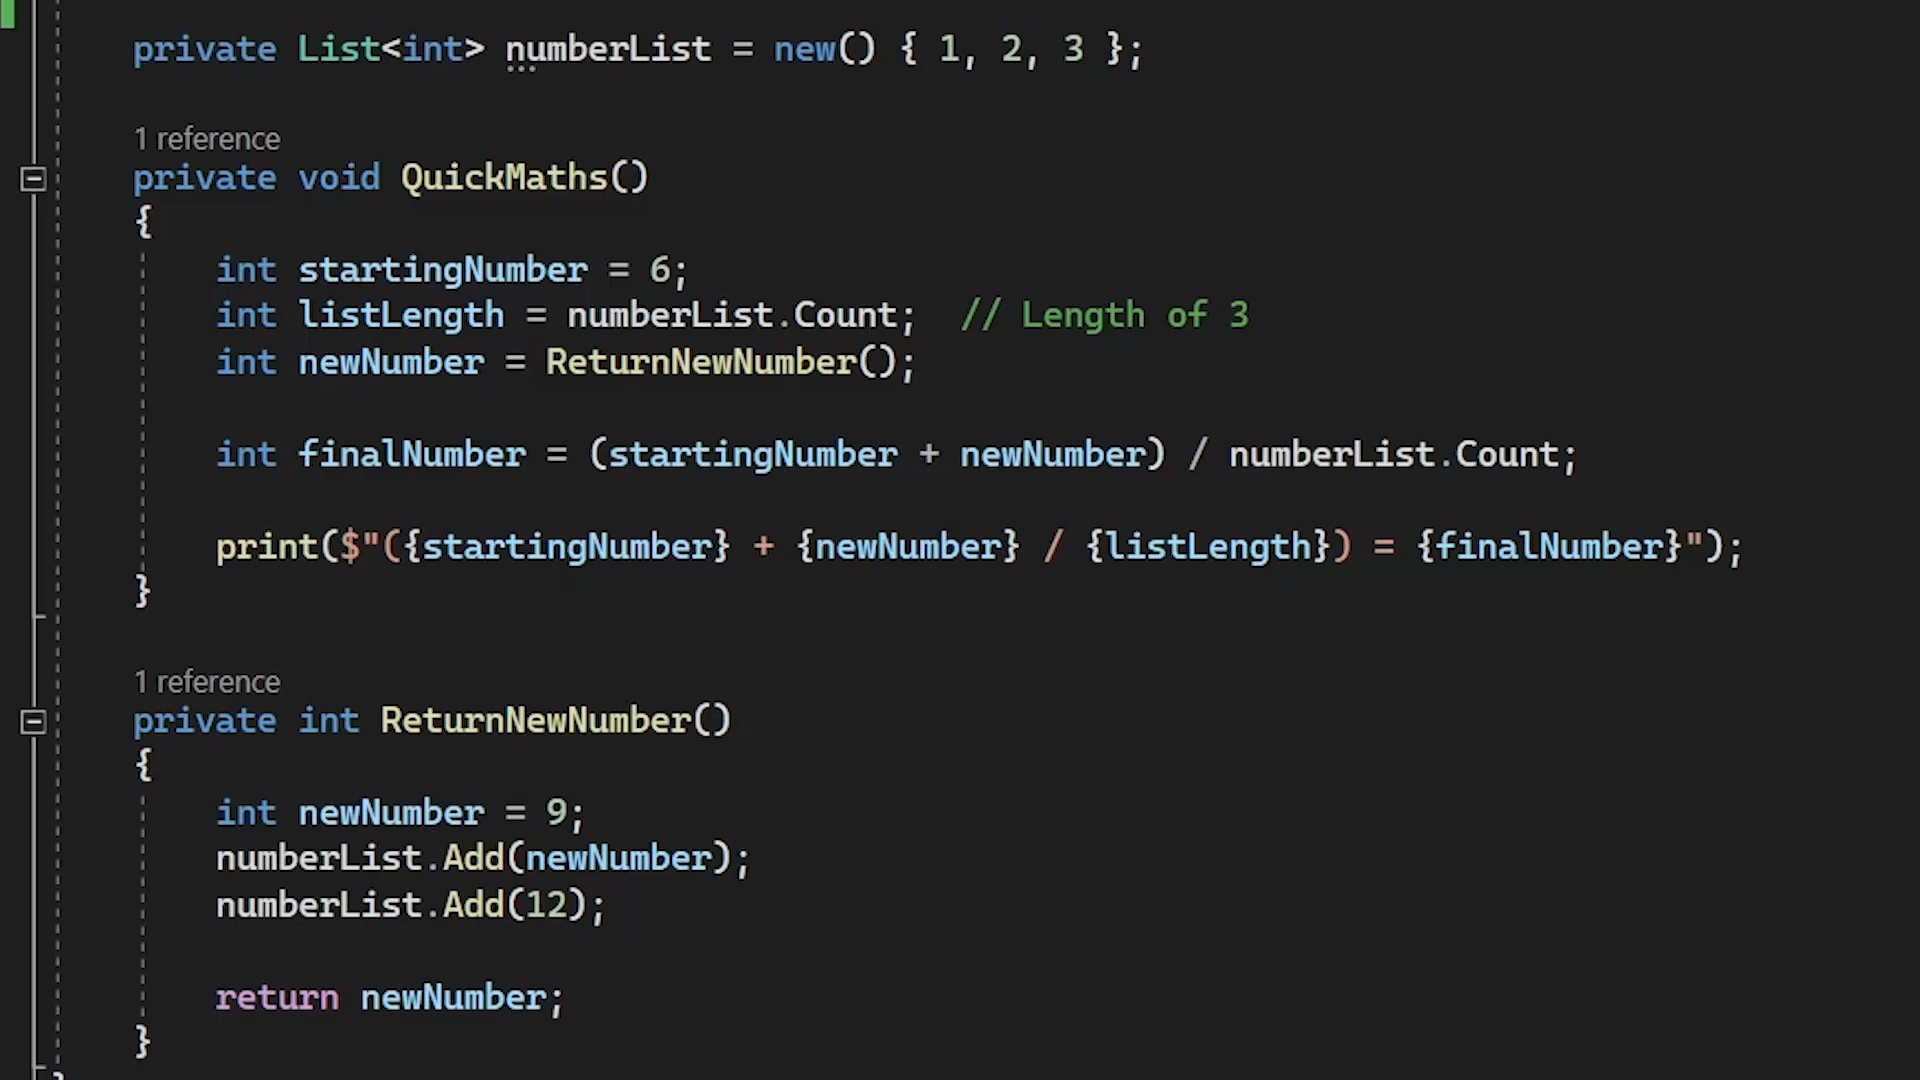 private List<int> numberList = new() { 1, 2, 3 };
1 reference
private void QuickMaths()
{
int startingNumber = 6;
int listLength = numberList.Count;  // Length of 3
int newNumber = ReturnNewNumber();
int finalNumber = (startingNumber + newNumber) / numberList.Count;
print($"({startingNumber} + {newNumber} / {listLength}) = {finalNumber}");
}
1 reference
private int ReturnNewNumber()
{
int newNumber = 9;
numberList.Add(newNumber);
numberList.Add(12);
return newNumber;
}